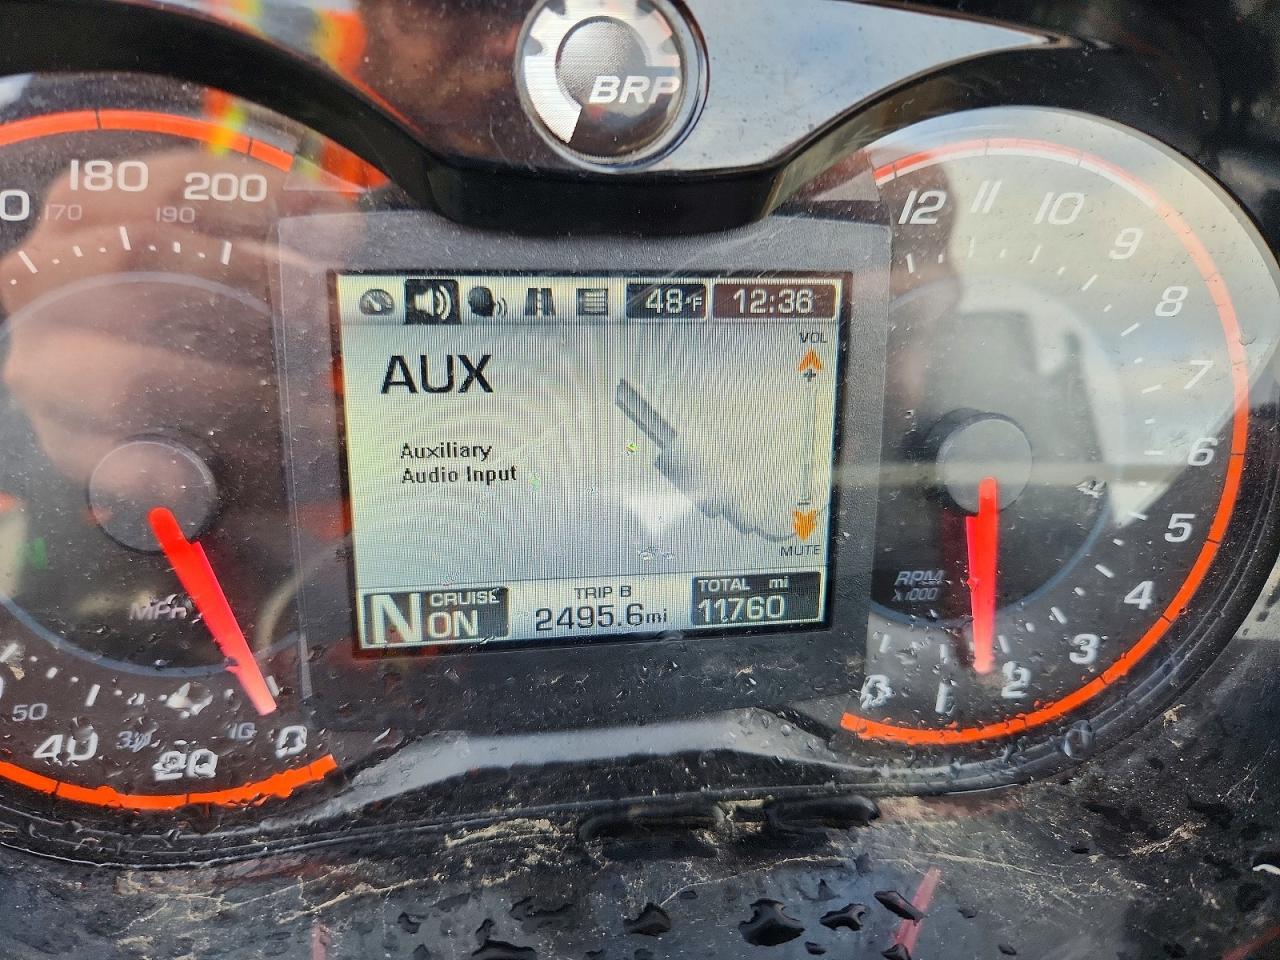 BRP
180
200
170
190
12
11
10
9
8
7
6
5
4
3
2
1
0
RPM
x1000
48°F
12:36
VOL
+
AUX
Auxiliary
Audio Input
-
MUTE
N
CRUISE
ON
TRIP B
2495.6mi
TOTAL mi
11760
MPH
50
40
30
20
10
0